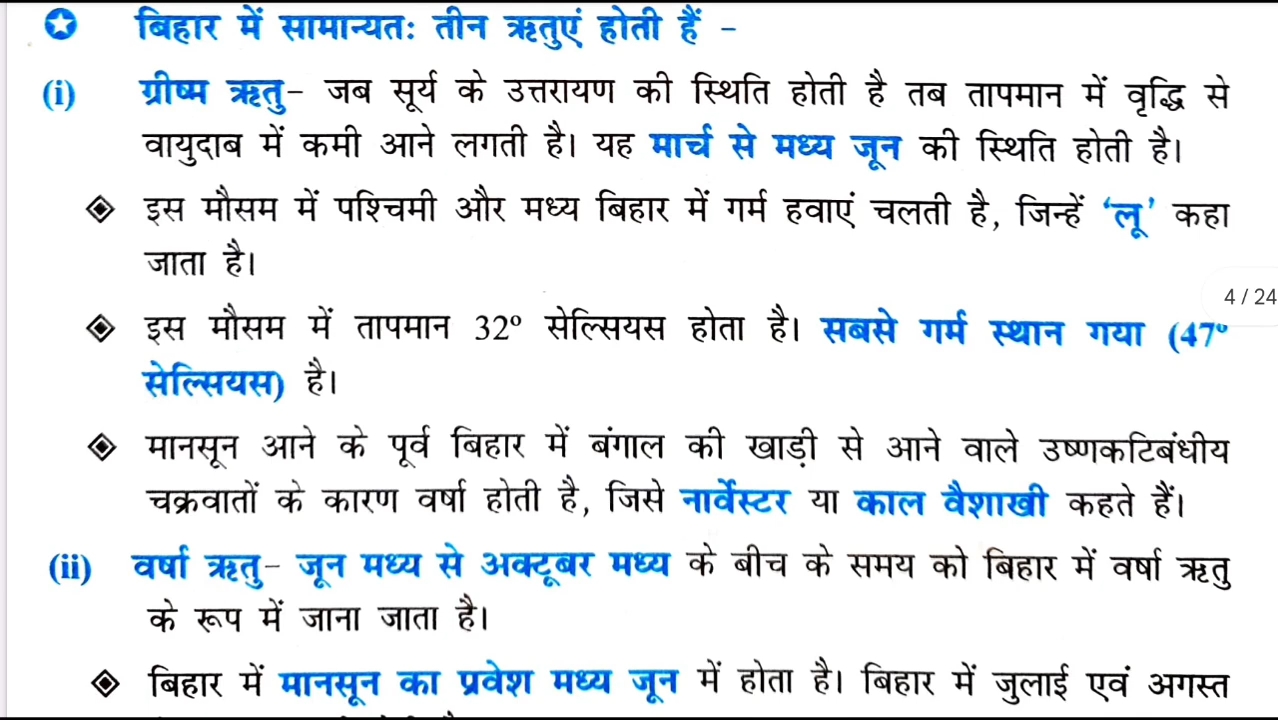 बिहार में सामान्यतः तीन ऋतुएं होती हैं -
(i) ग्रीष्म ऋतु- जब सूर्य के उत्तरायण की स्थिति होती है तब तापमान में वृद्धि से
वायुदाब में कमी आने लगती है। यह मार्च से मध्य जून की स्थिति होती है।
इस मौसम में पश्चिमी और मध्य बिहार में गर्म हवाएं चलती है, जिन्हें ‘लू’ कहा
जाता है।
4 / 24
इस मौसम में तापमान 32° सेल्सियस होता है। सबसे गर्म स्थान गया (47°
सेल्सियस) है।
मानसून आने के पूर्व बिहार में बंगाल की खाड़ी से आने वाले उष्णकटिबंधीय
चक्रवातों के कारण वर्षा होती है, जिसे नार्वेस्टर या काल वैशाखी कहते हैं।
(ii) वर्षा ऋतु- जून मध्य से अक्टूबर मध्य के बीच के समय को बिहार में वर्षा ऋतु
के रूप में जाना जाता है।
बिहार में मानसून का प्रवेश मध्य जून में होता है। बिहार में जुलाई एवं अगस्त